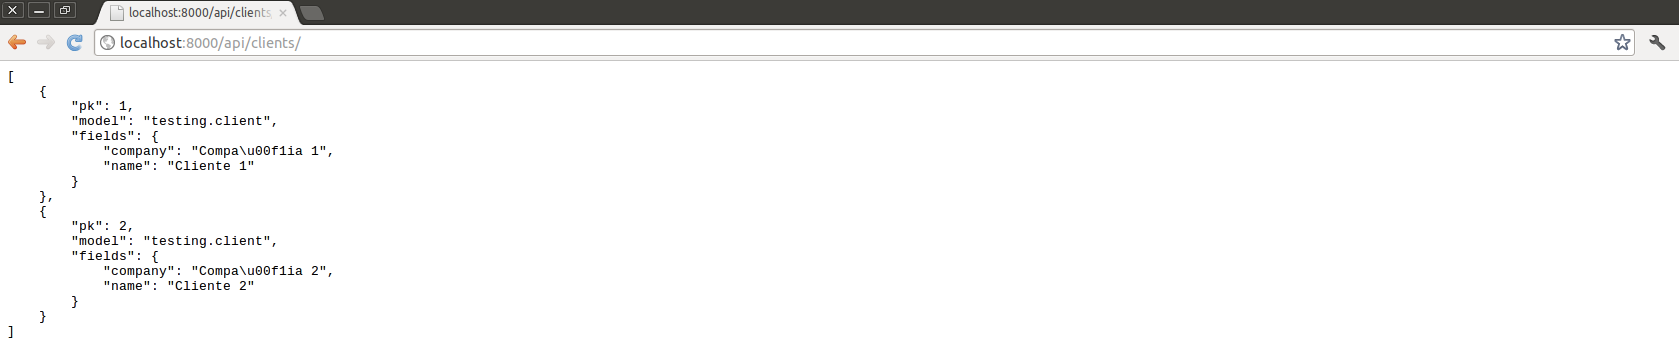 localhost:8000/api/clients
localhost:8000/api/clients/
[
    {
        "pk": 1,
        "model": "testing.client",
        "fields": {
            "company": "Compa\u00f1ia 1",
            "name": "Cliente 1"
        }
    },
    {
        "pk": 2,
        "model": "testing.client",
        "fields": {
            "company": "Compa\u00f1ia 2",
            "name": "Cliente 2"
        }
    }
]